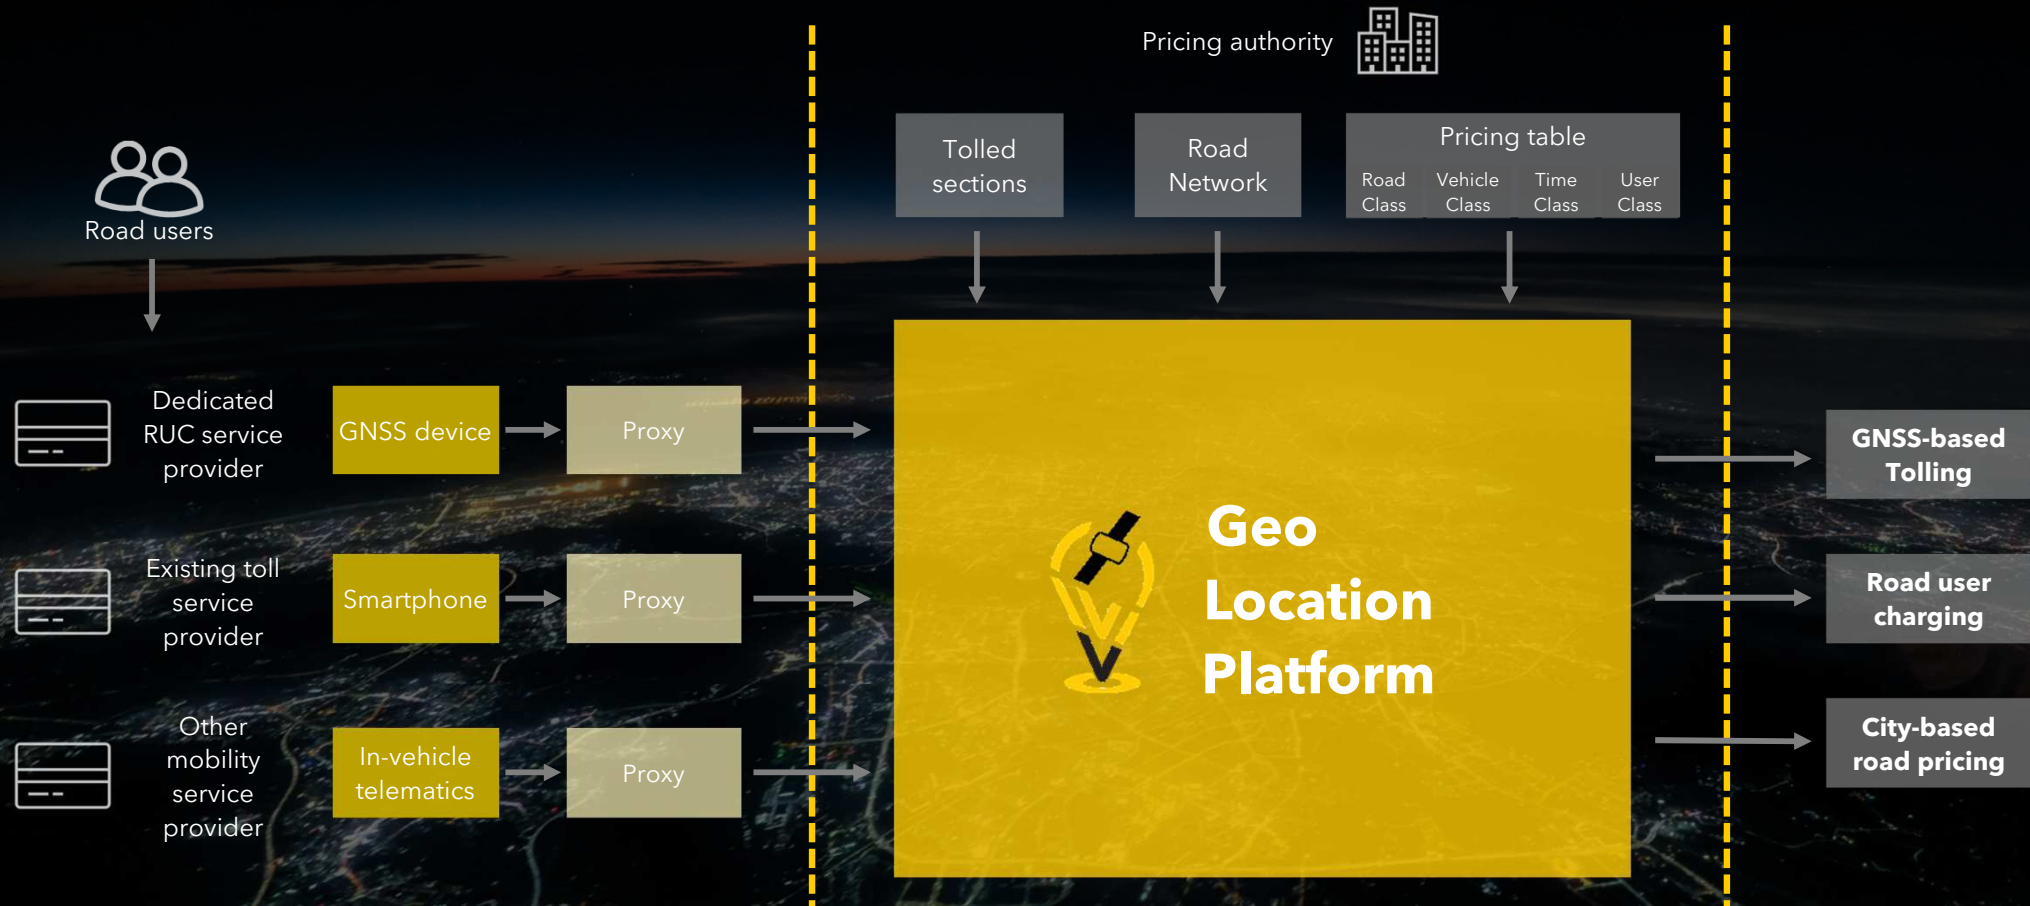 Pricing authority
Tolled
sections
Road
Network
Pricing table
Road
Class
Vehicle
Class
Time
Class
User
Class
Road users
Dedicated
RUC service
provider
GNSS device
Proxy
Existing toll
service
provider
Smartphone
Proxy
Other
mobility
service
provider
In-vehicle
telematics
Proxy
Geo
Location
Platform
GNSS-based
Tolling
Road user
charging
City-based
road pricing